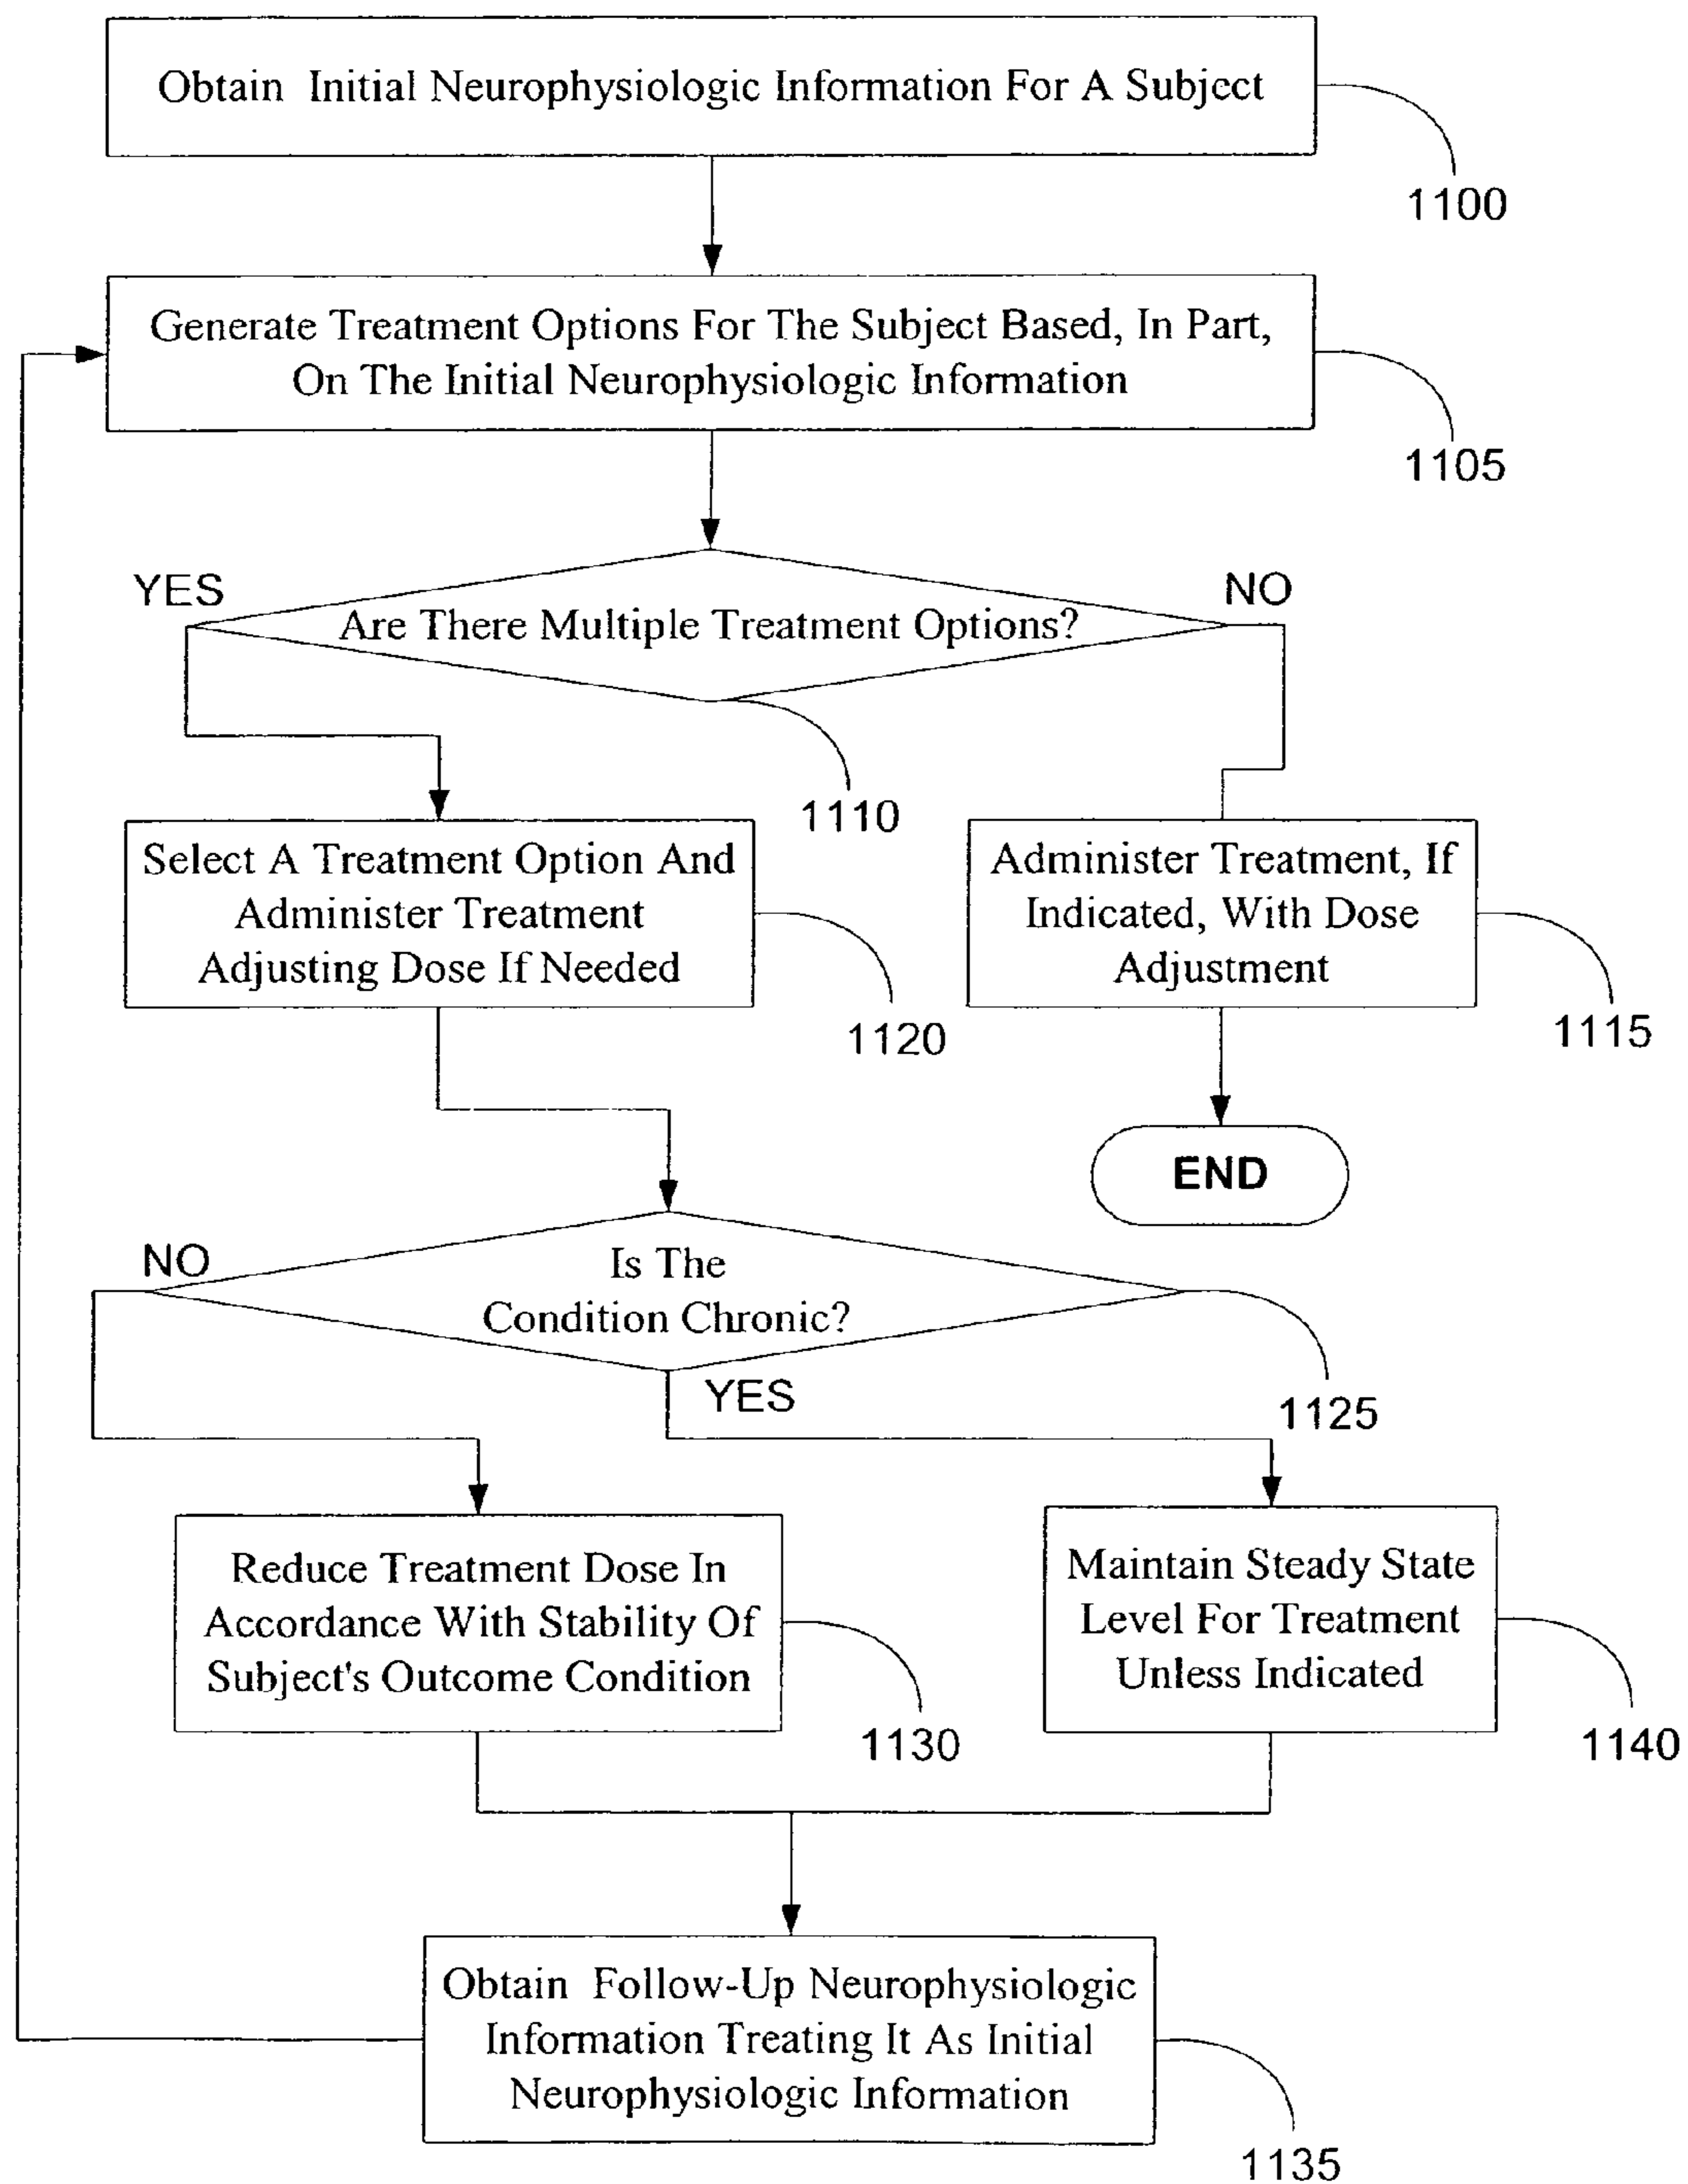 Obtain Initial Neurophysiologic Information For A Subject
1100
Generate Treatment Options For The Subject Based, In Part,
On The Initial Neurophysiologic Information
1105
YES
NO
Are There Multiple Treatment Options?
1110
Select A Treatment Option And
Administer Treatment
Adjusting Dose If Needed
1120
Administer Treatment, If
Indicated, With Dose
Adjustment
1115
END
NO
Is The
Condition Chronic?
YES
1125
Reduce Treatment Dose In
Accordance With Stability Of
Subject's Outcome Condition
1130
Maintain Steady State
Level For Treatment
Unless Indicated
1140
Obtain Follow-Up Neurophysiologic
Information Treating It As Initial
Neurophysiologic Information
1135